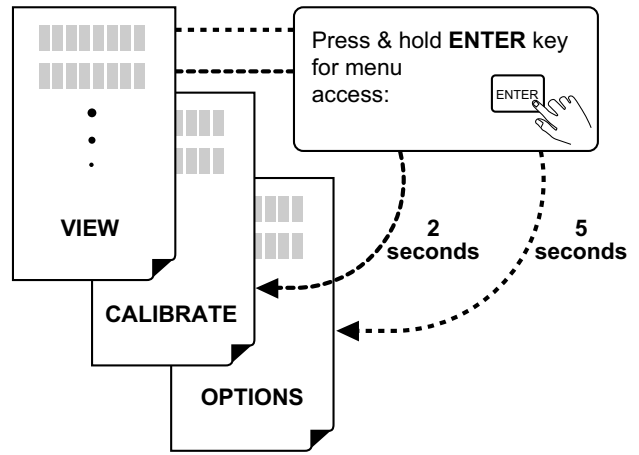 Press & hold ENTER key
for menu
access:
ENTER
VIEW
2
seconds
5
seconds
CALIBRATE
OPTIONS